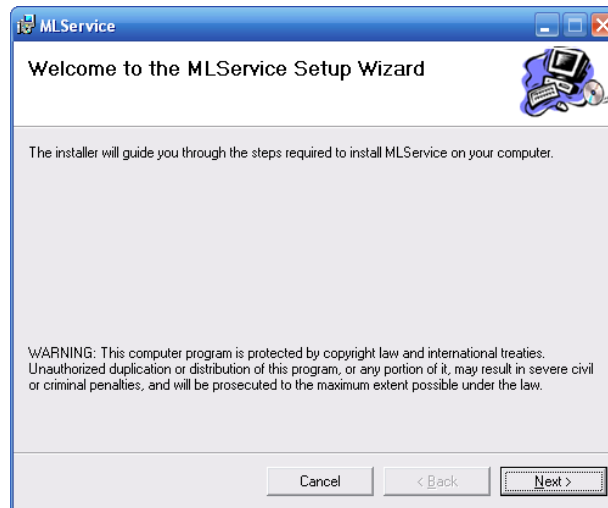 MLService
Welcome to the MLService Setup Wizard
The installer will guide you through the steps required to install MLService on your computer.
WARNING: This computer program is protected by copyright law and international treaties.
Unauthorized duplication or distribution of this program, or any portion of it, may result in severe civil
or criminal penalties, and will be prosecuted to the maximum extent possible under the law.
Cancel
< Back
Next >